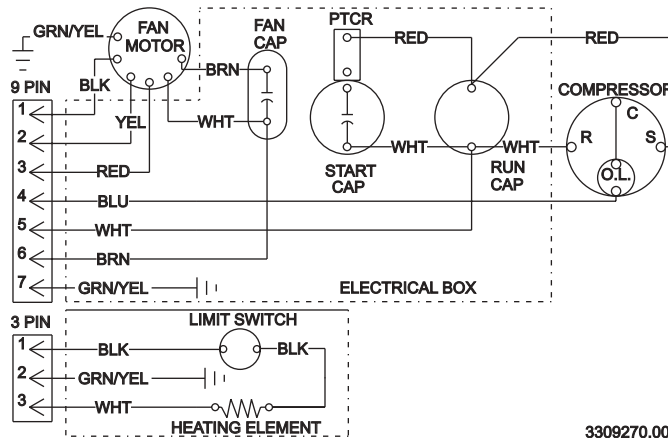 GRN/YEL
FAN
MOTOR
FAN
CAP
PTCR
RED
RED
9 PIN
BLK
BRN
COMPRESSOR
1
YEL
WHT
C
2
R
S
WHT
WHT
3
RED
START
CAP
RUN
CAP
O.L.
4
BLU
5
WHT
6
BRN
7
GRN/YEL
ELECTRICAL BOX
3 PIN
LIMIT SWITCH
1
BLK
BLK
2
GRN/YEL
3
WHT
HEATING ELEMENT
3309270.00